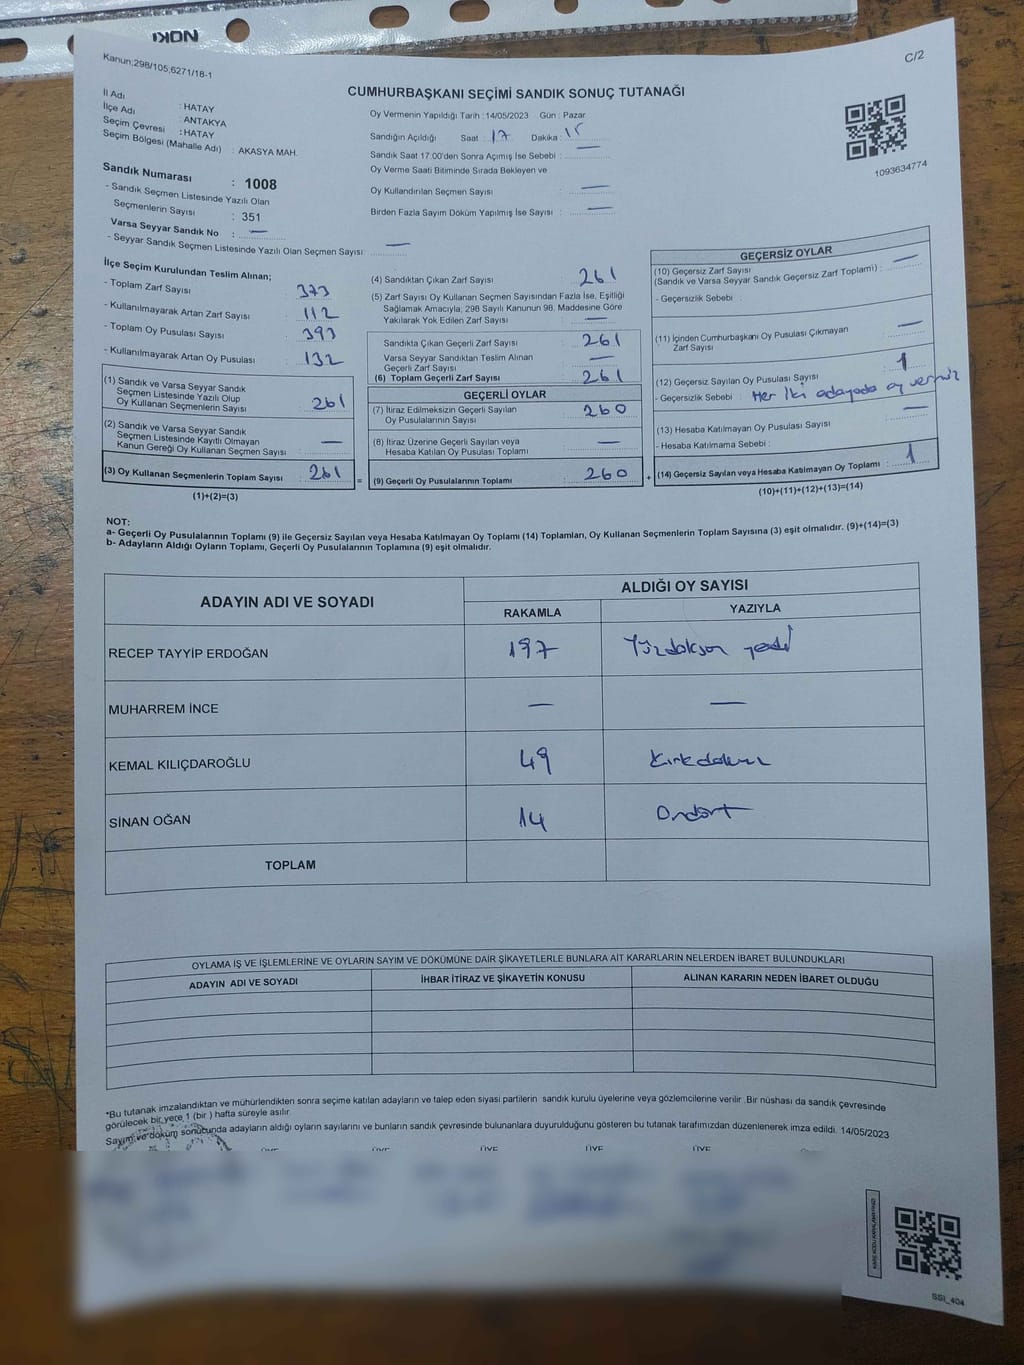 NOKI
Kanun;298/105;6271/18-1
C/2
CUMHURBAŞKANI SEÇİMİ SANDIK SONUÇ TUTANAĞI
İl Adı : HATAY
İlçe Adı : ANTAKYA
Seçim Çevresi : HATAY
Seçim Bölgesi (Mahalle Adı) : AKASYA MAH.
Oy Vermenin Yapıldığı Tarih : 14/05/2023 Gün : Pazar
Sandığın Açıldığı Saat : 17 Dakika : 15
Sandık Saat 17:00'den Sonra Açımış İse Sebebi : —
Oy Verme Saati Bitiminde Sırada Bekleyen ve
Oy Kullandırılan Seçmen Sayısı —
Birden Fazla Sayım Döküm Yapılmış İse Sayısı : —
1093634774
Sandık Numarası : 1008
- Sandık Seçmen Listesinde Yazılı Olan
Seçmenlerin Sayısı : 351
Varsa Seyyar Sandık No : —
- Seyyar Sandık Seçmen Listesinde Yazılı Olan Seçmen Sayısı : —
İlçe Seçim Kurulundan Teslim Alınan;
- Toplam Zarf Sayısı : 373
- Kullanılmayarak Artan Zarf Sayısı : 112
- Toplam Oy Pusulası Sayısı : 393
- Kullanılmayarak Artan Oy Pusulası : 132
(1) Sandık ve Varsa Seyyar Sandık
Seçmen Listesinde Yazılı Olup
Oy Kullanan Seçmenlerin Sayısı : 261
(2) Sandık ve Varsa Seyyar Sandık
Seçmen Listesinde Kayıtlı Olmayan
Kanun Gereği Oy Kullanan Seçmen Sayısı : —
(3) Oy Kullanan Seçmenlerin Toplam Sayısı : 261
(1)+(2)=(3)
(4) Sandıktan Çıkan Zarf Sayısı : 261
(5) Zarf Sayısı Oy Kullanan Seçmen Sayısından Fazla İse, Eşitliği
Sağlamak Amacıyla; 298 Sayılı Kanunun 98. Maddesine Göre
Yakılarak Yok Edilen Zarf Sayısı : —
Sandıkta Çıkan Geçerli Zarf Sayısı : 261
Varsa Seyyar Sandıktan Teslim Alınan
Geçerli Zarf Sayısı : —
(6) Toplam Geçerli Zarf Sayısı : 261
GEÇERLİ OYLAR
(7) İtiraz Edilmeksizin Geçerli Sayılan
Oy Pusulası Sayısı : 260
(8) İtiraz Üzerine Geçerli Sayılan veya
Hesaba Katılan Oy Pusulası Toplamı : —
= (9) Geçerli Oy Pusulalarının Toplamı : 260
GEÇERSİZ OYLAR
(10) Geçersiz Zarf Sayısı
(Sandık ve Varsa Seyyar Sandık Geçersiz Zarf Toplamı) : —
- Geçersizlik Sebebi :
(11) İçinden Cumhurbaşkanı Oy Pusulası Çıkmayan
Zarf Sayısı : —
(12) Geçersiz Sayılan Oy Pusulası Sayısı : 1
- Geçersizlik Sebebi : Her iki adayada oy vermiş
(13) Hesaba Katılmayan Oy Pusulası Sayısı : —
- Hesaba Katılmama Sebebi :
+ (14) Geçersiz Sayılan veya Hesaba Katılmayan Oy Toplamı : 1
(10)+(11)+(12)+(13)=(14)
NOT:
a- Geçerli Oy Pusulalarının Toplamı (9) ile Geçersiz Sayılan veya Hesaba Katılmayan Oy Toplamı (14) Toplamları, Oy Kullanan Seçmenlerin Toplam Sayısına (3) eşit olmalıdır. (9)+(14)=(3)
b- Adayların Aldığı Oyların Toplamı, Geçerli Oy Pusulalarının Toplamına (9) eşit olmalıdır.
ADAYIN ADI VE SOYADI
ALDIĞI OY SAYISI
RAKAMLA YAZIYLA
RECEP TAYYİP ERDOĞAN 197 Yüzdoksan yedi
MUHARREM İNCE — —
KEMAL KILIÇDAROĞLU 49 Kırkdokuz
SİNAN OĞAN 14 Ondört
TOPLAM
OYLAMA İŞ VE İŞLEMLERİNE VE OYLARIN SAYIM VE DÖKÜMÜNE DAİR ŞİKAYETLERLE BUNLARA AİT KARARLARIN NELERDEN İBARET BULUNDUKLARI
ADAYIN ADI VE SOYADI İHBAR İTİRAZ VE ŞİKAYETİN KONUSU ALINAN KARARIN NEDEN İBARET OLDUĞU
*Bu tutanak imzalandıktan ve mühürlendikten sonra seçime katılan adayların ve talep eden siyasi partilerin sandık kurulu üyelerine veya gözlemcilerine verilir .Bir nüshası da sandık çevresinde
görülecek bir yere 1 (bir ) hafta süreyle asılır.
Sayım ve döküm sonucunda adayların aldığı oyların sayılarını ve bunların sandık çevresinde bulunanlara duyurulduğunu gösteren bu tutanak tarafımızdan düzenlenerek imza edildi. 14/05/2023
ÜYE ÜYE ÜYE ÜYE ÜYE
SSI_404